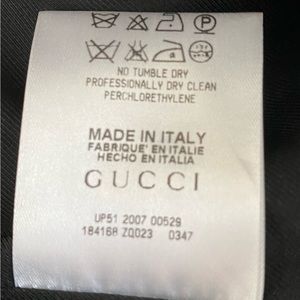 NO TUMBLE DRY
PROFESSIONALLY DRY CLEAN
PERCHLORETHYLENE
MADE IN ITALY
FABRIQUE' EN ITALIE
HECHO EN ITALIA
GUCCI
UP51 2007 00529
184168 ZQ023 0347